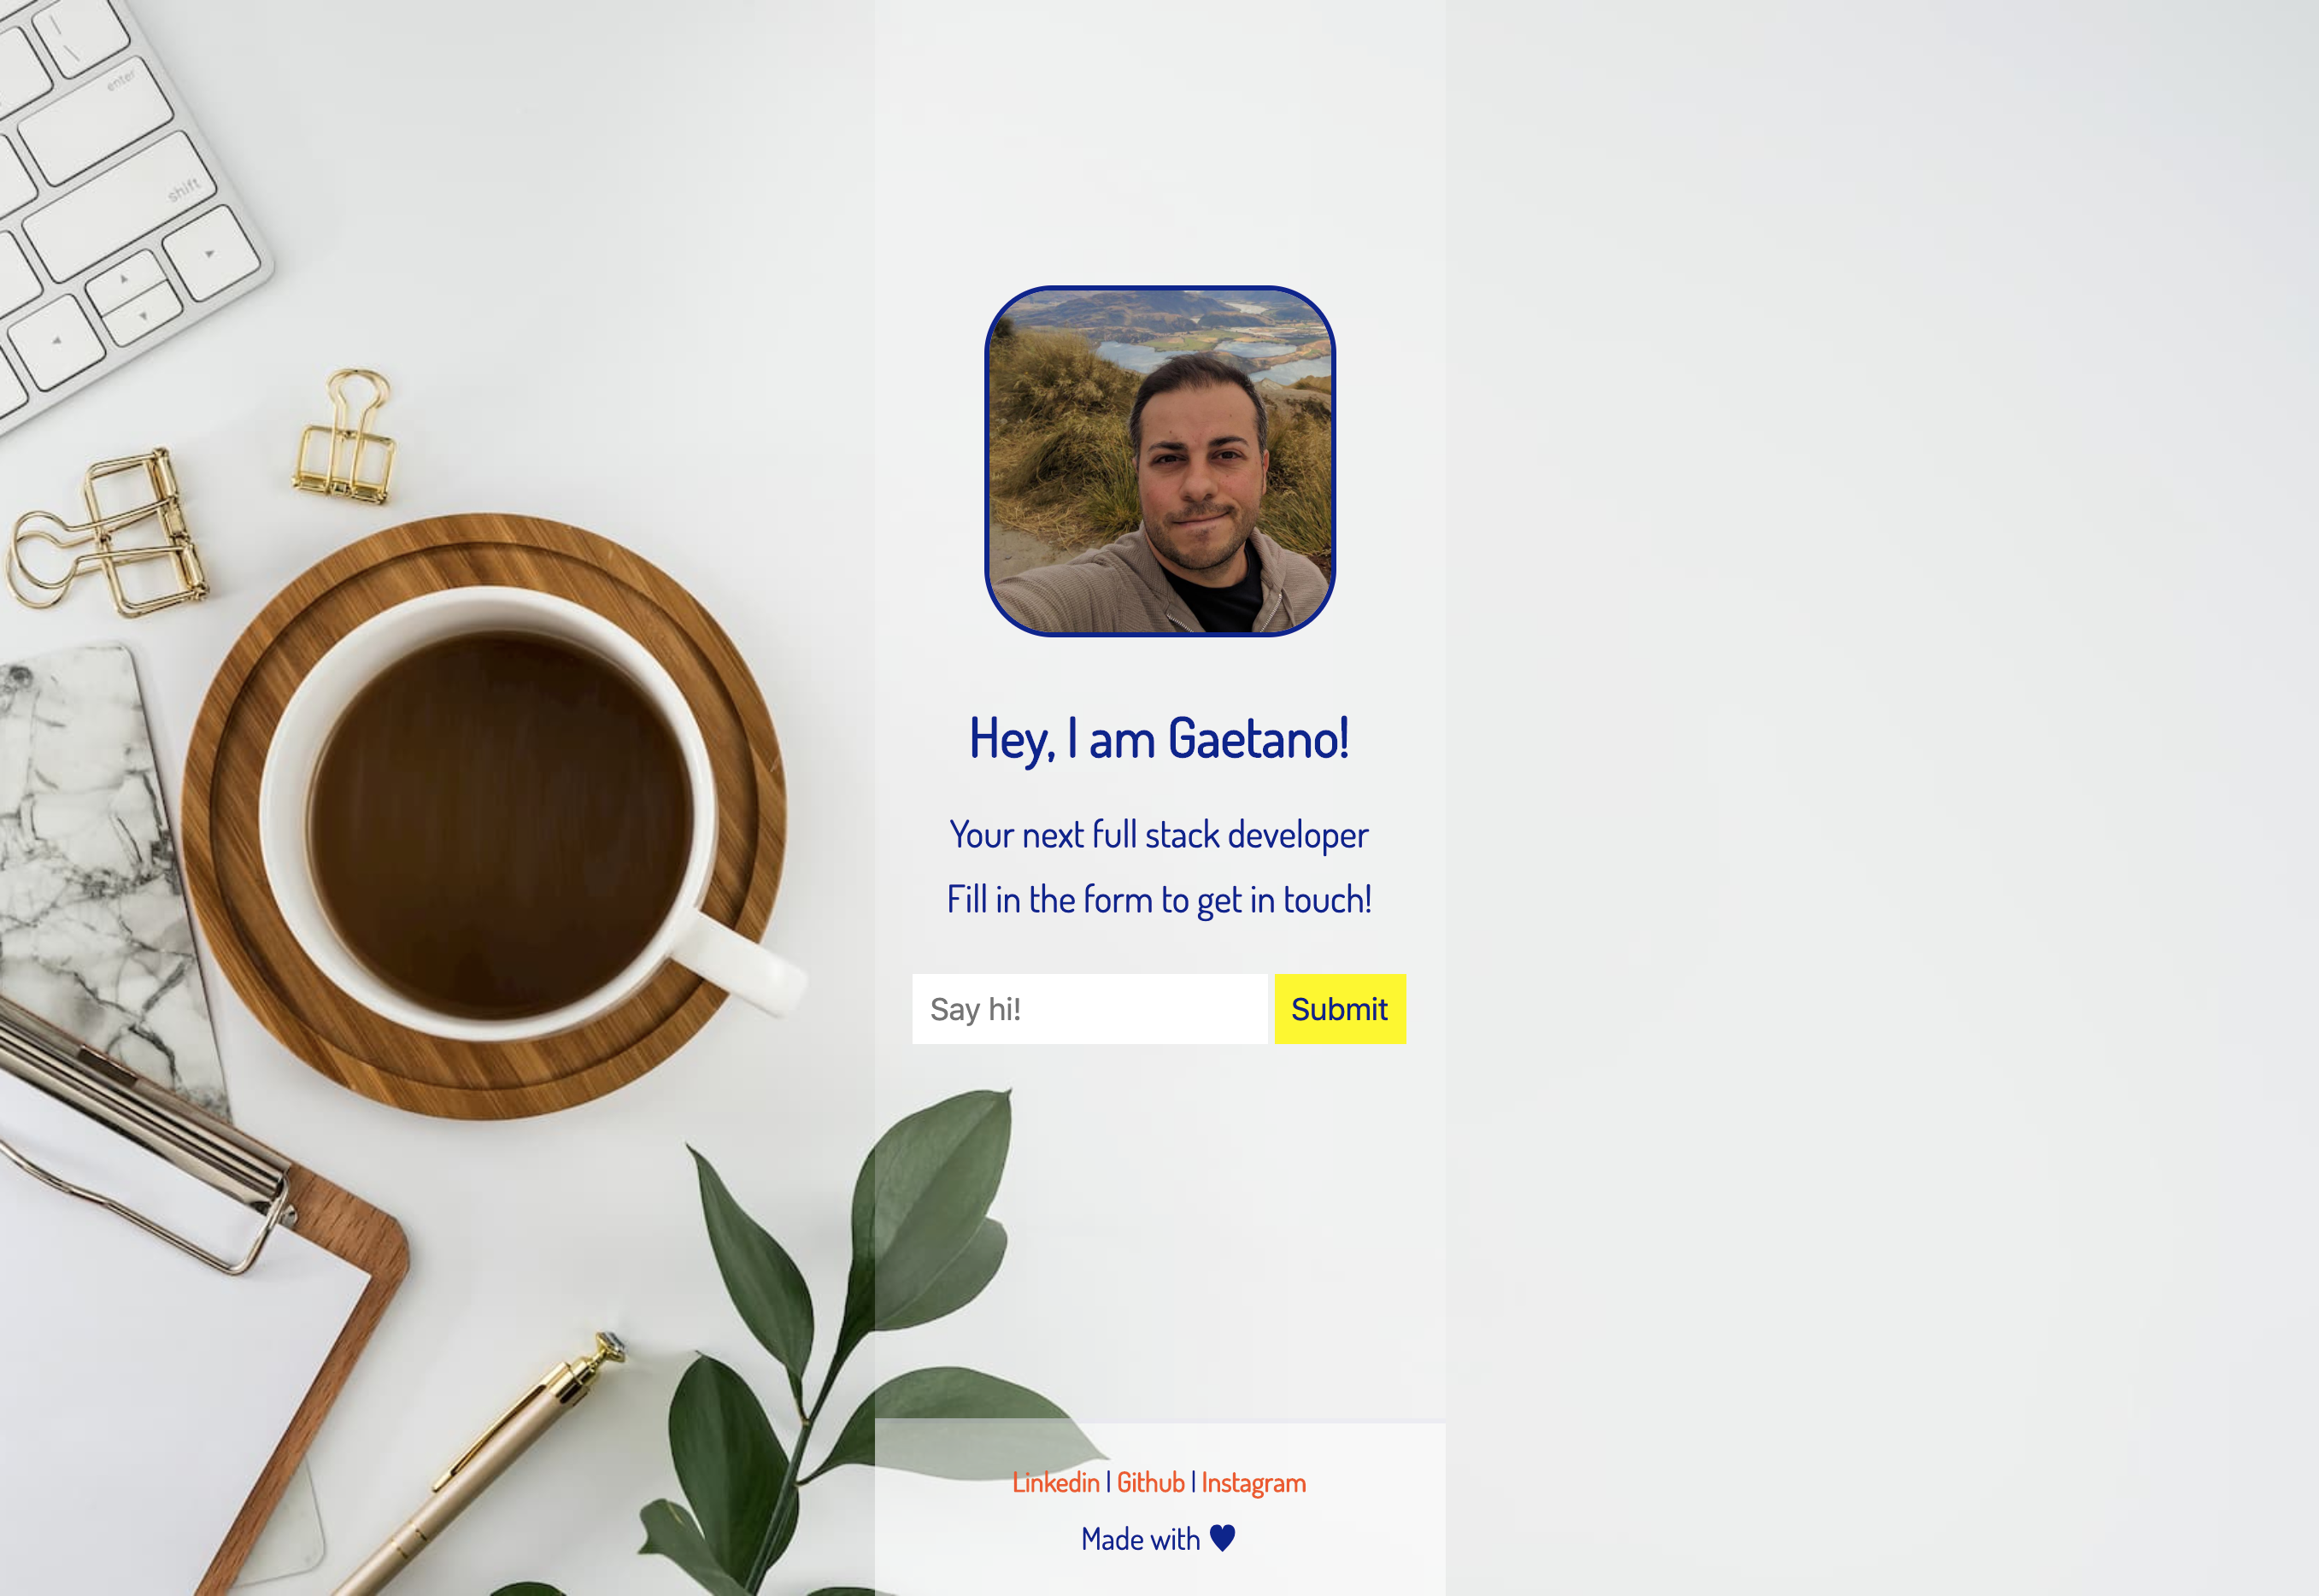 enter
shift
Hey, I am Gaetano!
Your next full stack developer
Fill in the form to get in touch!
Say hi!
Submit
Linkedin | Github | Instagram
Made with ♥